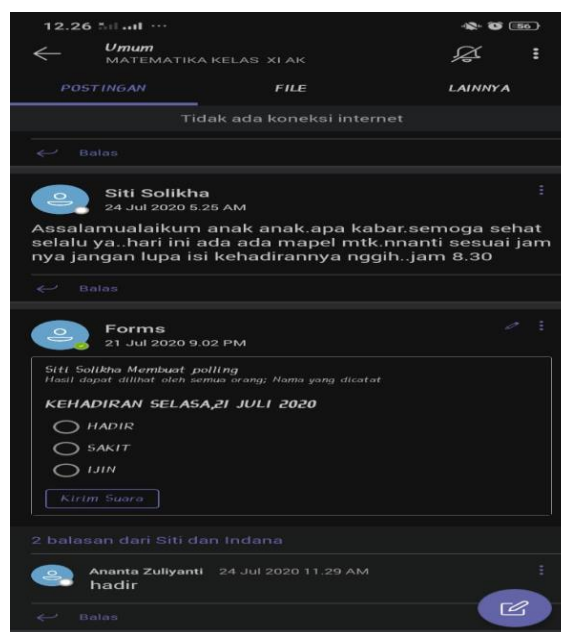 12.26
56
Umum
MATEMATIKA KELAS XI AK
POSTINGAN FILE LAINNYA
Tidak ada koneksi internet
Balas
Siti Solikha
24 Jul 2020 5.25 AM
Assalamualaikum anak anak.apa kabar.semoga sehat
selalu ya..hari ini ada ada mapel mtk.nnanti sesuai jam
nya jangan lupa isi kehadirannya nggih..jam 8.30
Balas
Forms
21 Jul 2020 9.02 PM
Siti Solikha Membuat polling
Hasil dapat dilihat oleh semua orang; Nama yang dicatat
KEHADIRAN SELASA,21 JULI 2020
HADIR
SAKIT
IJIN
Kirim Suara
2 balasan dari Siti dan Indana
Ananta Zuliyanti 24 Jul 2020 11.29 AM
hadir
Balas